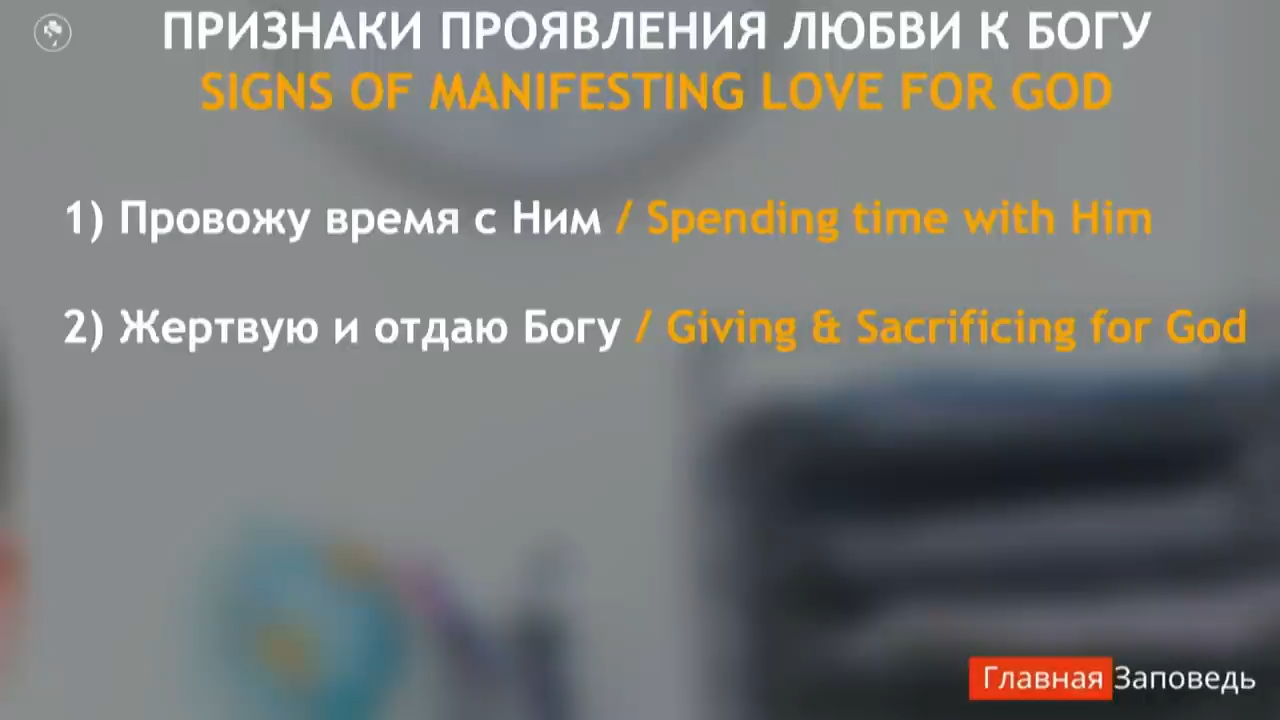 ПРИЗНАКИ ПРОЯВЛЕНИЯ ЛЮБВИ К БОГУ
SIGNS OF MANIFESTING LOVE FOR GOD
1) Провожу время с Ним / Spending time with Him
2) Жертвую и отдаю Богу / Giving & Sacrificing for God
Главная Заповедь